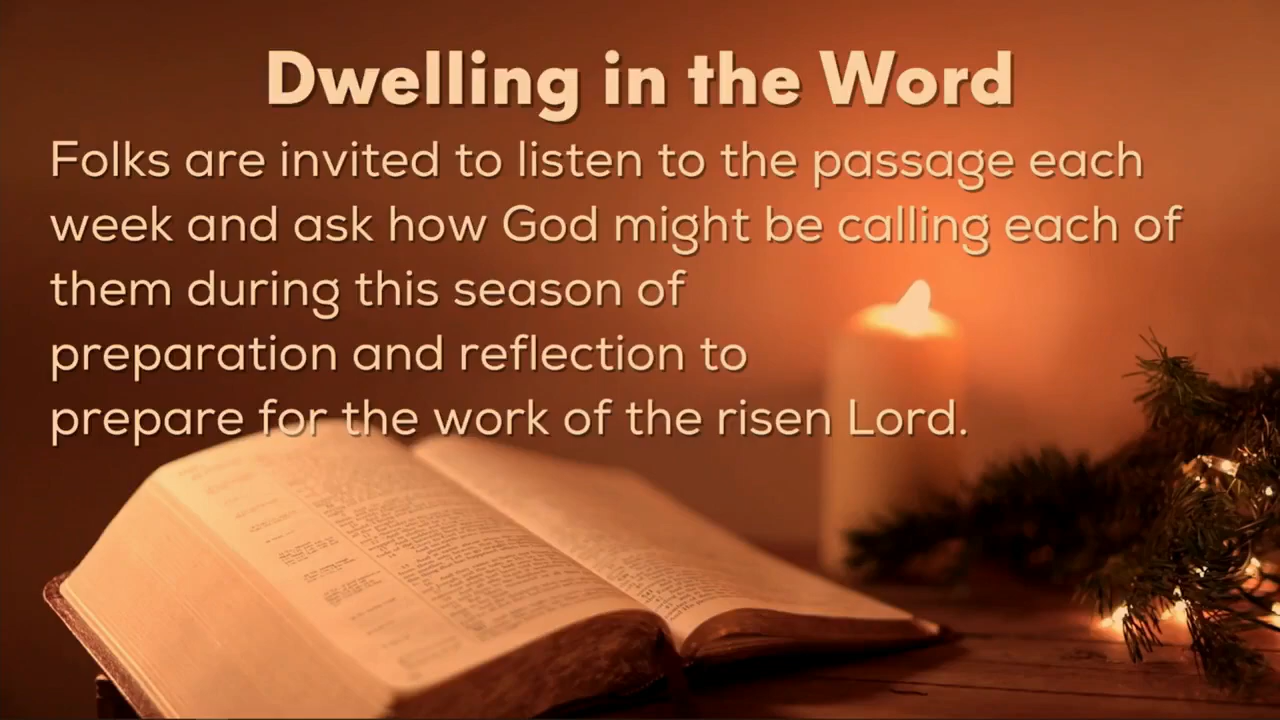 Dwelling in the Word
Folks are invited to listen to the passage each
week and ask how God might be calling each of
them during this season of
preparation and reflection to
prepare for the work of the risen Lord.